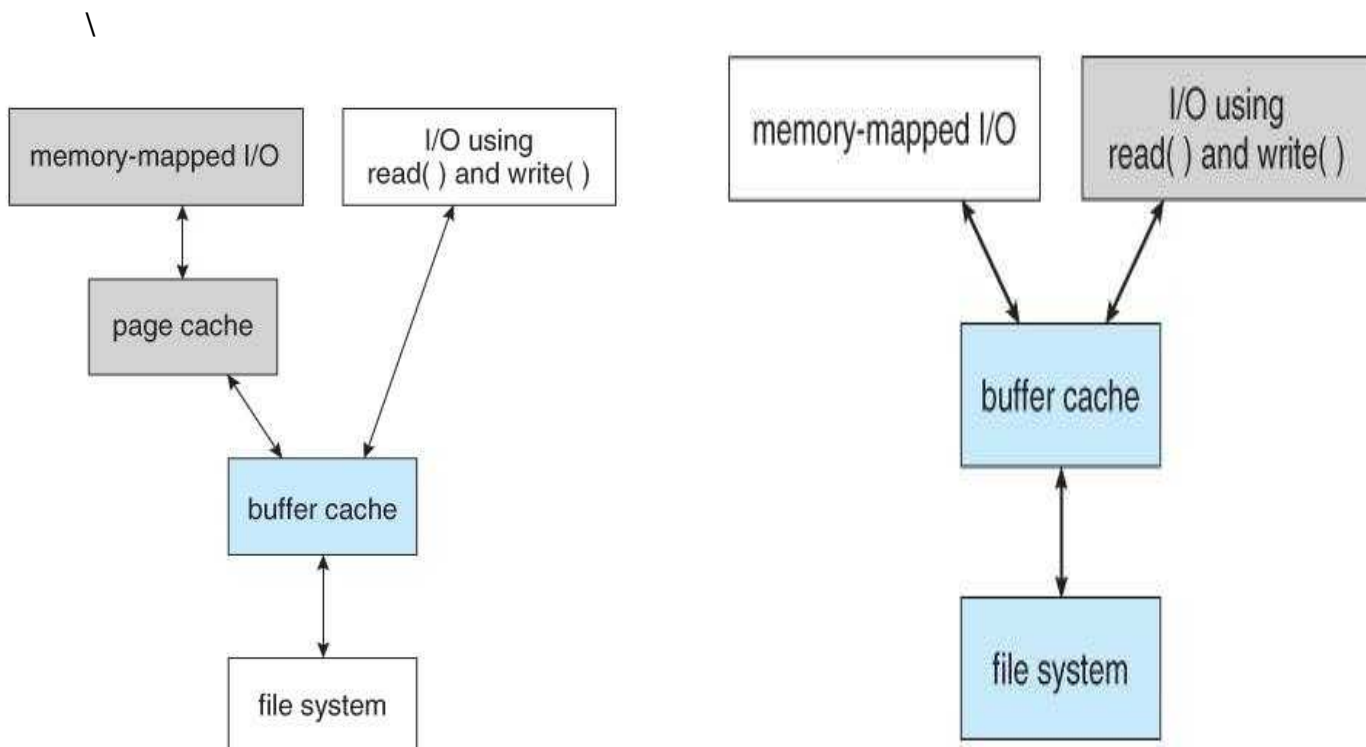 \
memory-mapped I/O
I/O using
read( ) and write( )
page cache
buffer cache
file system
memory-mapped I/O
I/O using
read( ) and write( )
buffer cache
file system